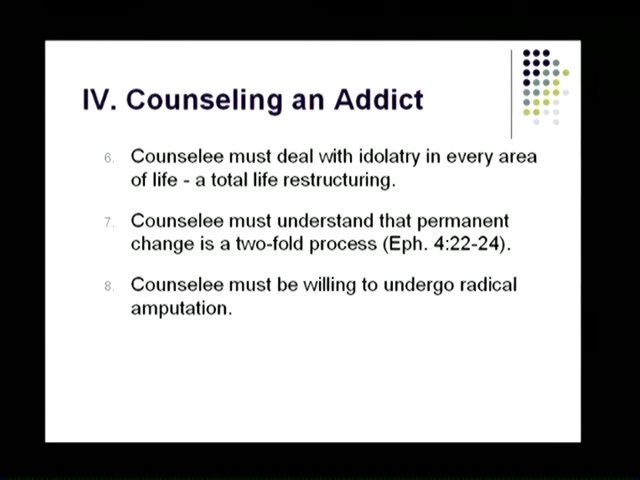 IV. Counseling an Addict
6. Counselee must deal with idolatry in every area
of life - a total life restructuring.
7. Counselee must understand that permanent
change is a two-fold process (Eph. 4:22-24).
8. Counselee must be willing to undergo radical
amputation.